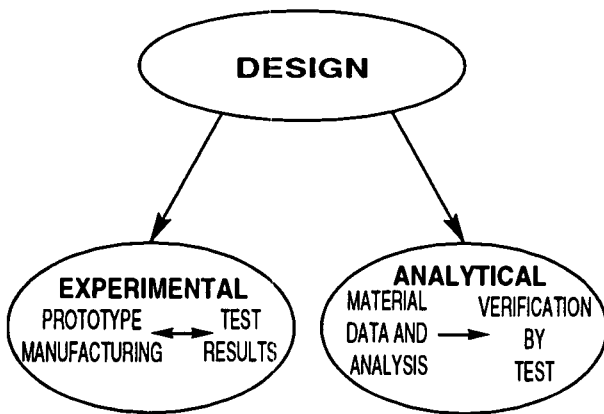 DESIGN
EXPERIMENTAL
PROTOTYPE
MANUFACTURING
TEST
RESULTS
ANALYTICAL
MATERIAL
DATA AND
ANALYSIS
VERIFICATION
BY
TEST